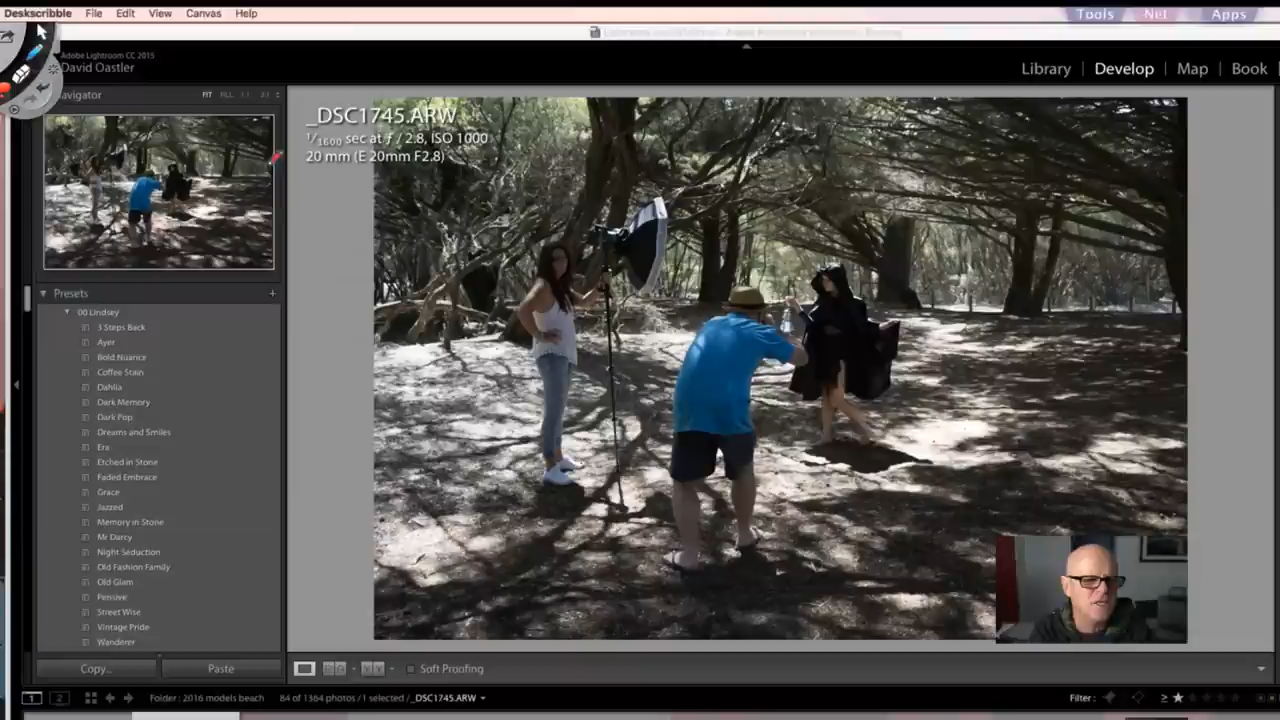 Deskscribble File Edit View Canvas Help
Tools Net Apps
Adobe Lightroom CC 2015
David Oastler
Library | Develop | Map | Book
avigator FIT FILL 1:1
_DSC1745.ARW
1/1600 sec at ƒ / 2.8, ISO 1000
20 mm (E 20mm F2.8)
Presets +
00 Lindsey
3 Steps Back
Ayer
Bold Nuance
Coffee Stain
Dahlia
Dark Memory
Dark Pop
Dreams and Smiles
Era
Etched in Stone
Faded Embrace
Grace
Jazzed
Memory in Stone
Mr Darcy
Night Seduction
Old Fashion Family
Old Glam
Pensive
Street Wise
Vintage Pride
Wanderer
Copy... Paste
Soft Proofing
1 2 Folder : 2016 models beach 84 of 1364 photos / 1 selected / _DSC1745.ARW Filter : ≥